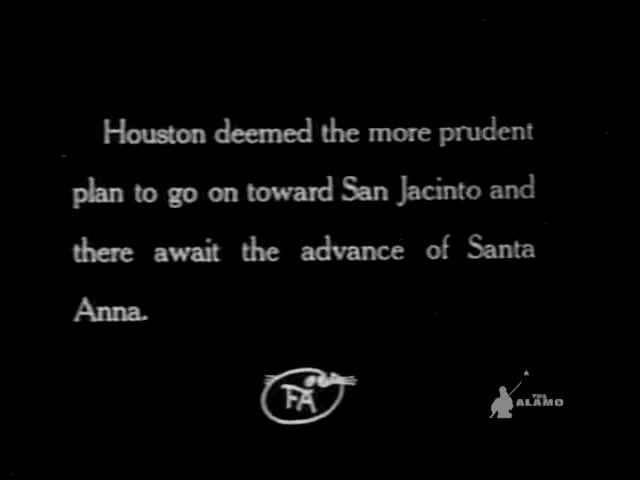 Houston deemed the more prudent
plan to go on toward San Jacinto and
there await the advance of Santa
Anna.
FA
THE
ALAMO